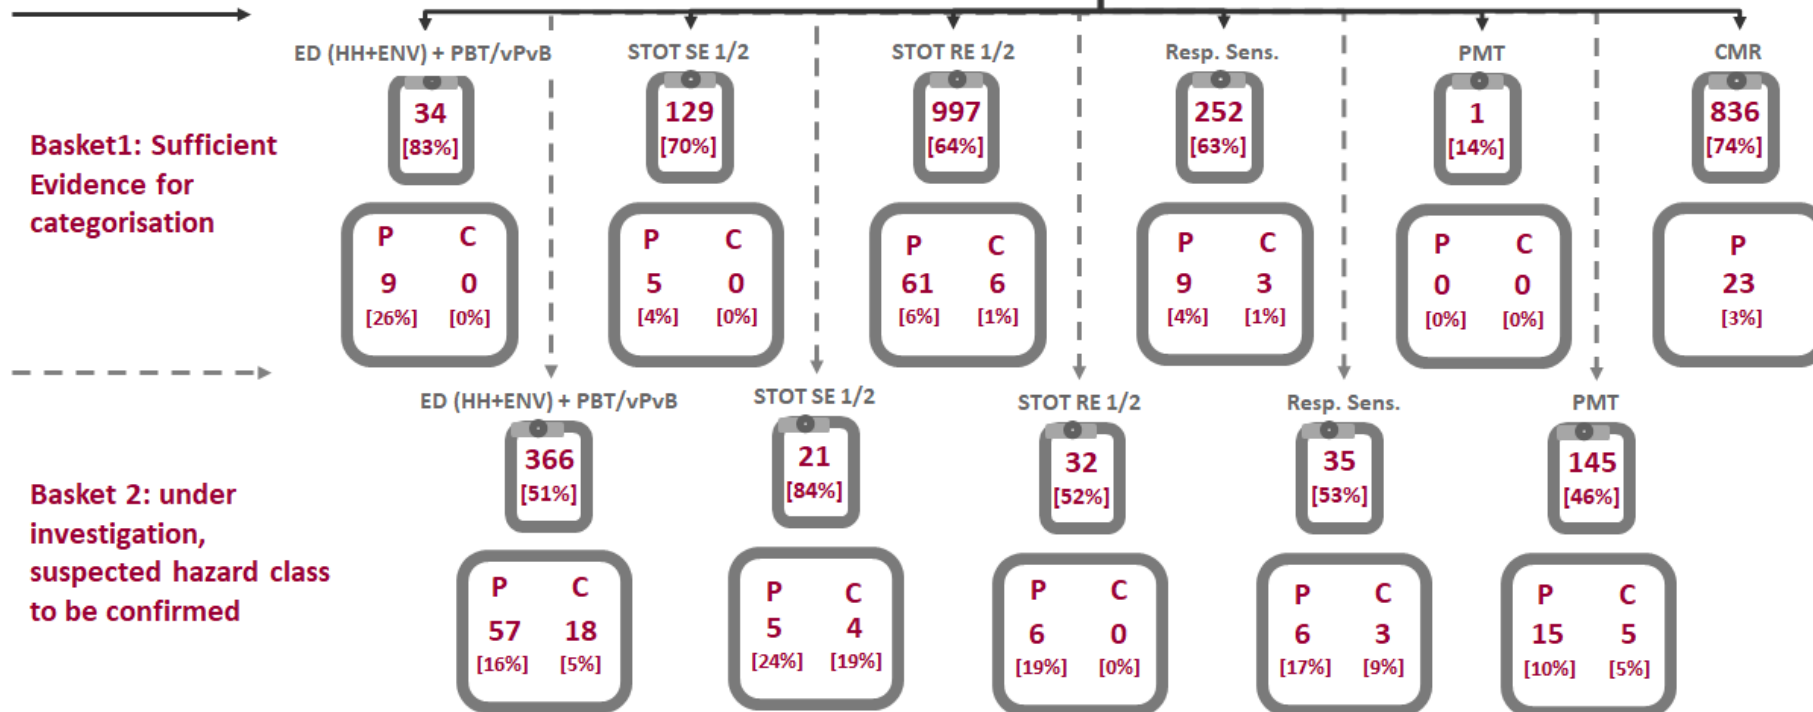 ED (HH+ENV) + PBT/vPvB
STOT SE 1/2
STOT RE 1/2
Resp. Sens.
PMT
CMR
34
[83%]
129
[70%]
997
[64%]
252
[63%]
1
[14%]
836
[74%]
Basket1: Sufficient
Evidence for
categorisation
P C
9 0
[26%] [0%]
P C
5 0
[4%] [0%]
P C
61 6
[6%] [1%]
P C
9 3
[4%] [1%]
P C
0 0
[0%] [0%]
P
23
[3%]
ED (HH+ENV) + PBT/vPvB
STOT SE 1/2
STOT RE 1/2
Resp. Sens.
PMT
366
[51%]
21
[84%]
32
[52%]
35
[53%]
145
[46%]
Basket 2: under
investigation,
suspected hazard class
to be confirmed
P C
57 18
[16%] [5%]
P C
5 4
[24%] [19%]
P C
6 0
[19%] [0%]
P C
6 3
[17%] [9%]
P C
15 5
[10%] [5%]